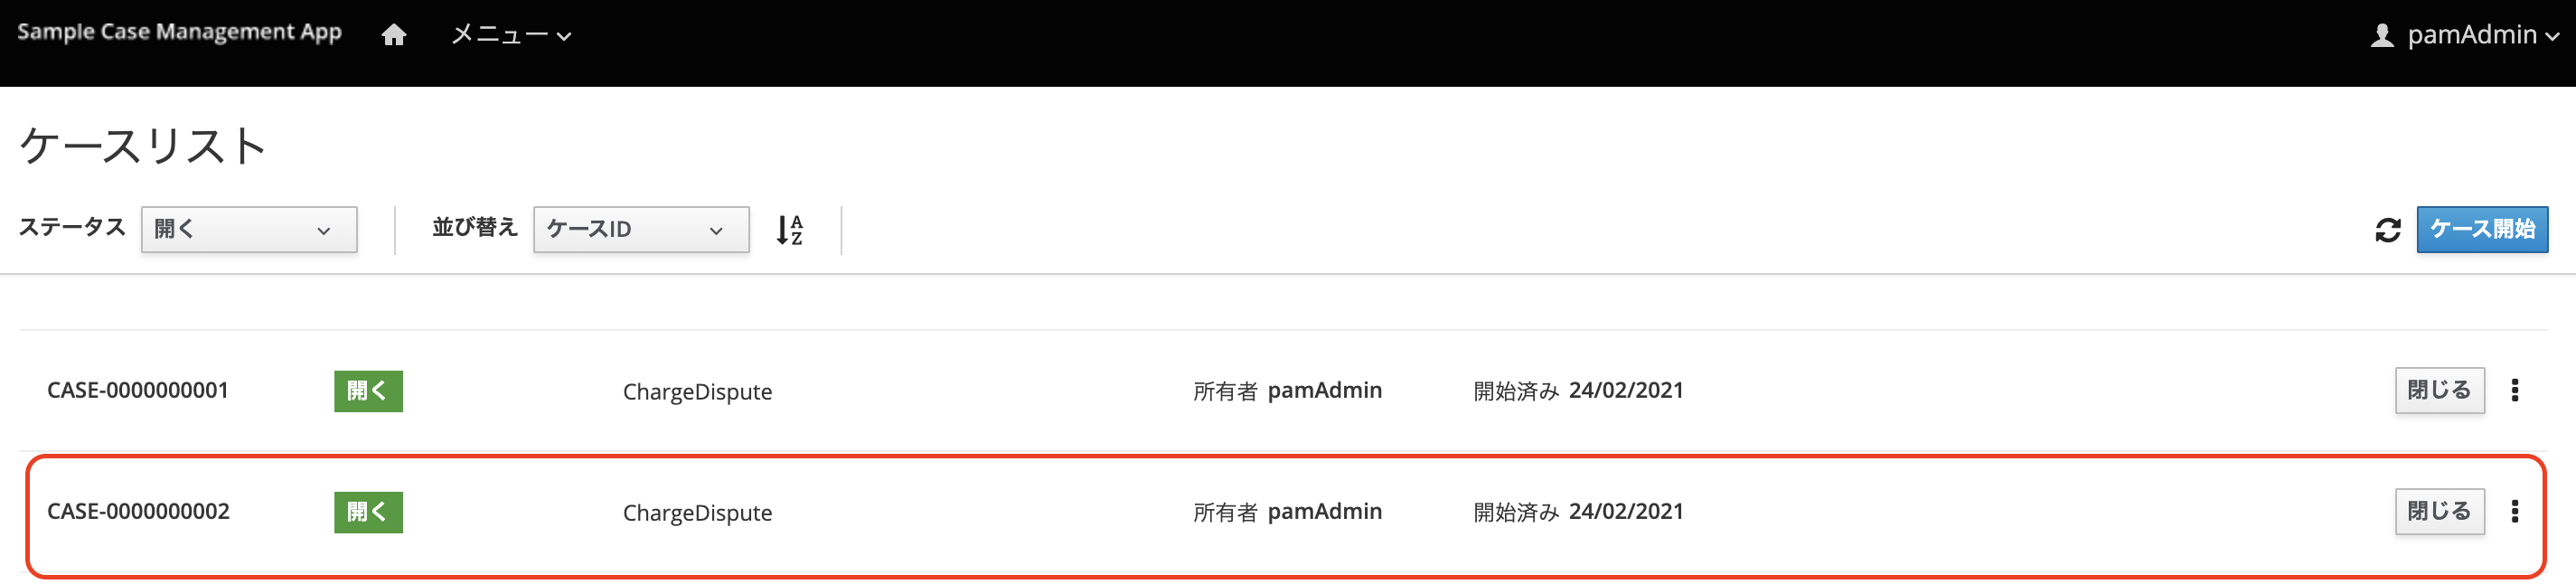 Sample Case Management App メニュー pamAdmin
ケースリスト
ステータス 開く 並び替え ケースID A Z ケース開始
CASE-0000000001 開く ChargeDispute 所有者 pamAdmin 開始済み 24/02/2021 閉じる
CASE-0000000002 開く ChargeDispute 所有者 pamAdmin 開始済み 24/02/2021 閉じる